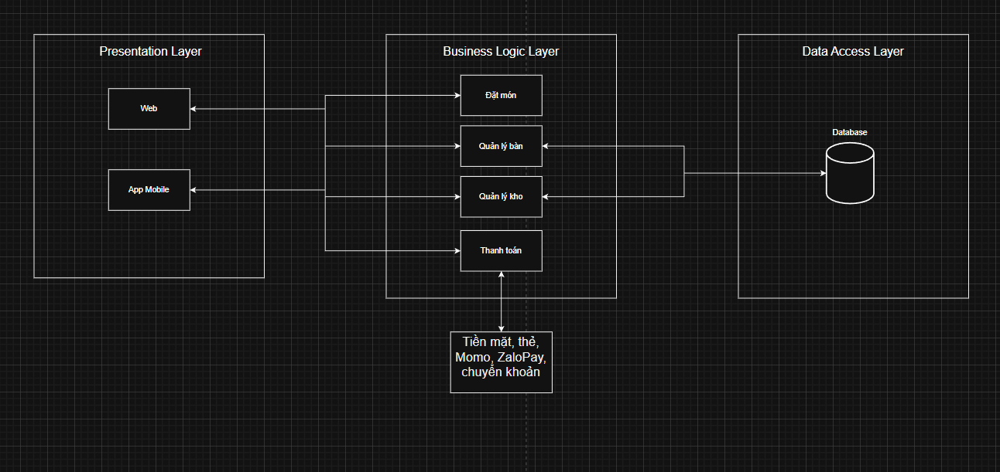 Presentation Layer
Web
App Mobile
Business Logic Layer
Đặt món
Quản lý bàn
Quản lý kho
Thanh toán
Tiền mặt, thẻ,
Momo, ZaloPay,
chuyển khoản
Data Access Layer
Database